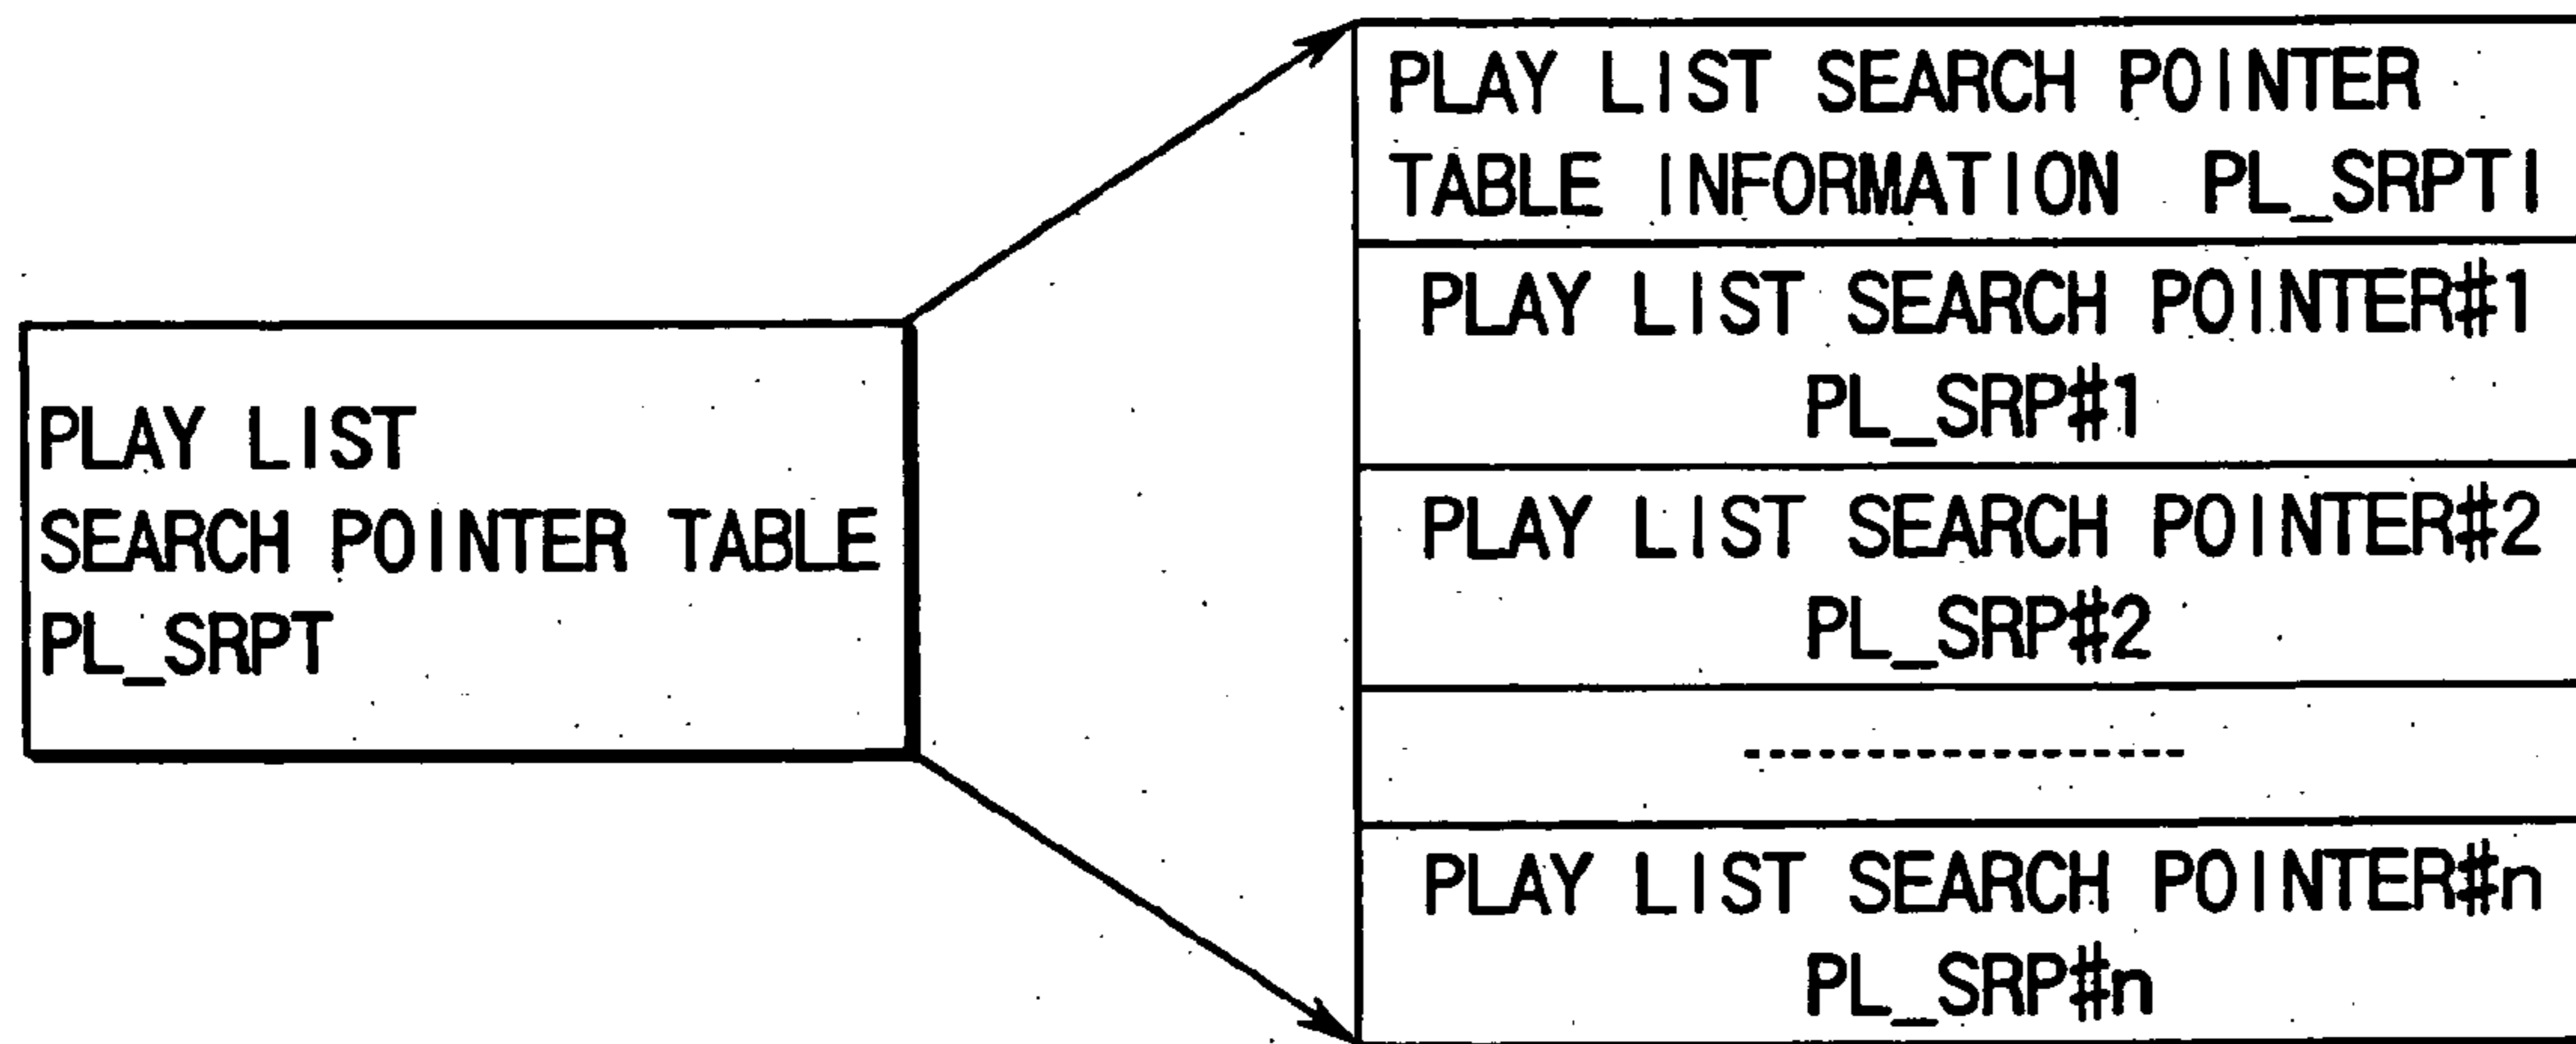 PLAY LIST
SEARCH POINTER TABLE
PL_SRPT
PLAY LIST SEARCH POINTER
TABLE INFORMATION PL_SRPTI
PLAY LIST SEARCH POINTER#1
PL_SRP#1
PLAY LIST SEARCH POINTER#2
PL_SRP#2
PLAY LIST SEARCH POINTER#n
PL_SRP#n